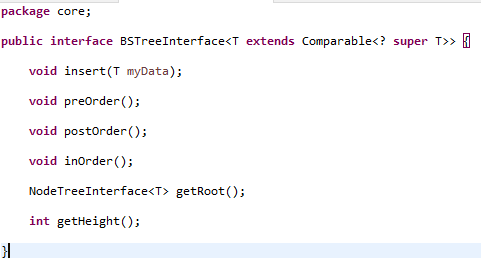 package core;
public interface BSTreeInterface<T extends Comparable<? super T>> {
void insert(T myData);
void preOrder();
void postOrder();
void inOrder();
NodeTreeInterface<T> getRoot();
int getHeight();
}